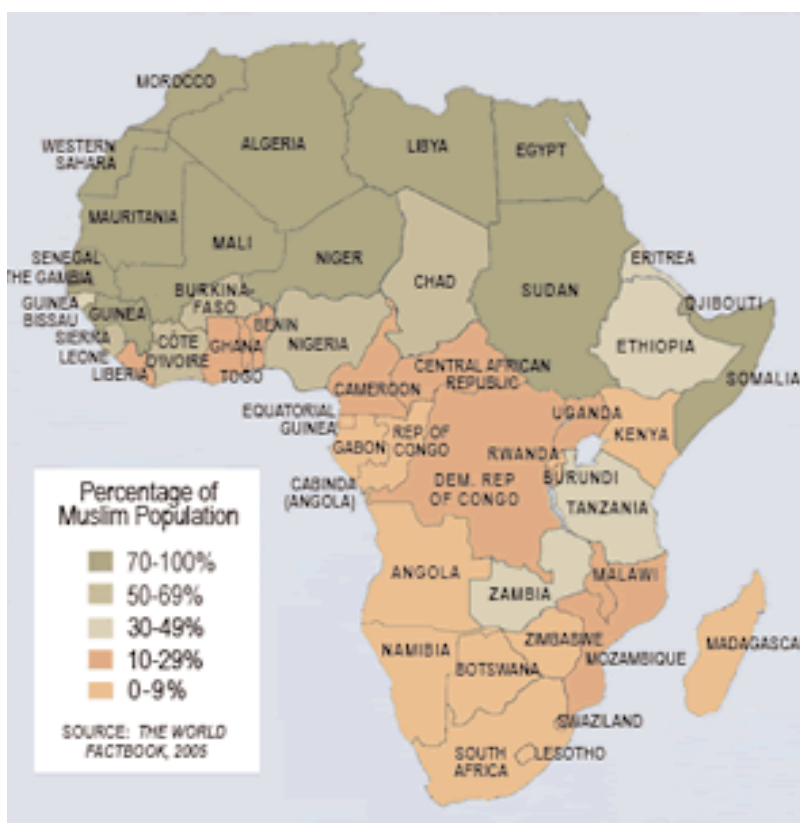 MOROCCO
ALGERIA
LIBYA
EGYPT
WESTERN
SAHARA
MAURITANIA
MALI
NIGER
CHAD
SUDAN
ERITREA
SENEGAL
THE GAMBIA
GUINEA
BISSAU
GUINEA
BURKINA
FASO
BENIN
NIGERIA
DJIBOUTI
SIERRA
LEONE
CÔTE
D'IVOIRE
GHANA
ETHIOPIA
LIBERIA
TOGO
CAMEROON
CENTRAL AFRICAN
REPUBLIC
SOMALIA
EQUATORIAL
GUINEA
GABON
REP. OF
CONGO
UGANDA
KENYA
RWANDA
BURUNDI
CABINDA
(ANGOLA)
DEM. REP
OF CONGO
TANZANIA
ANGOLA
ZAMBIA
MALAWI
NAMIBIA
BOTSWANA
ZIMBABWE
MOZAMBIQUE
MADAGASCA
SWAZILAND
SOUTH
AFRICA
LESOTHO
Percentage of
Muslim Population
70-100%
50-69%
30-49%
10-29%
0-9%
SOURCE: THE WORLD
FACTBOOK, 2005